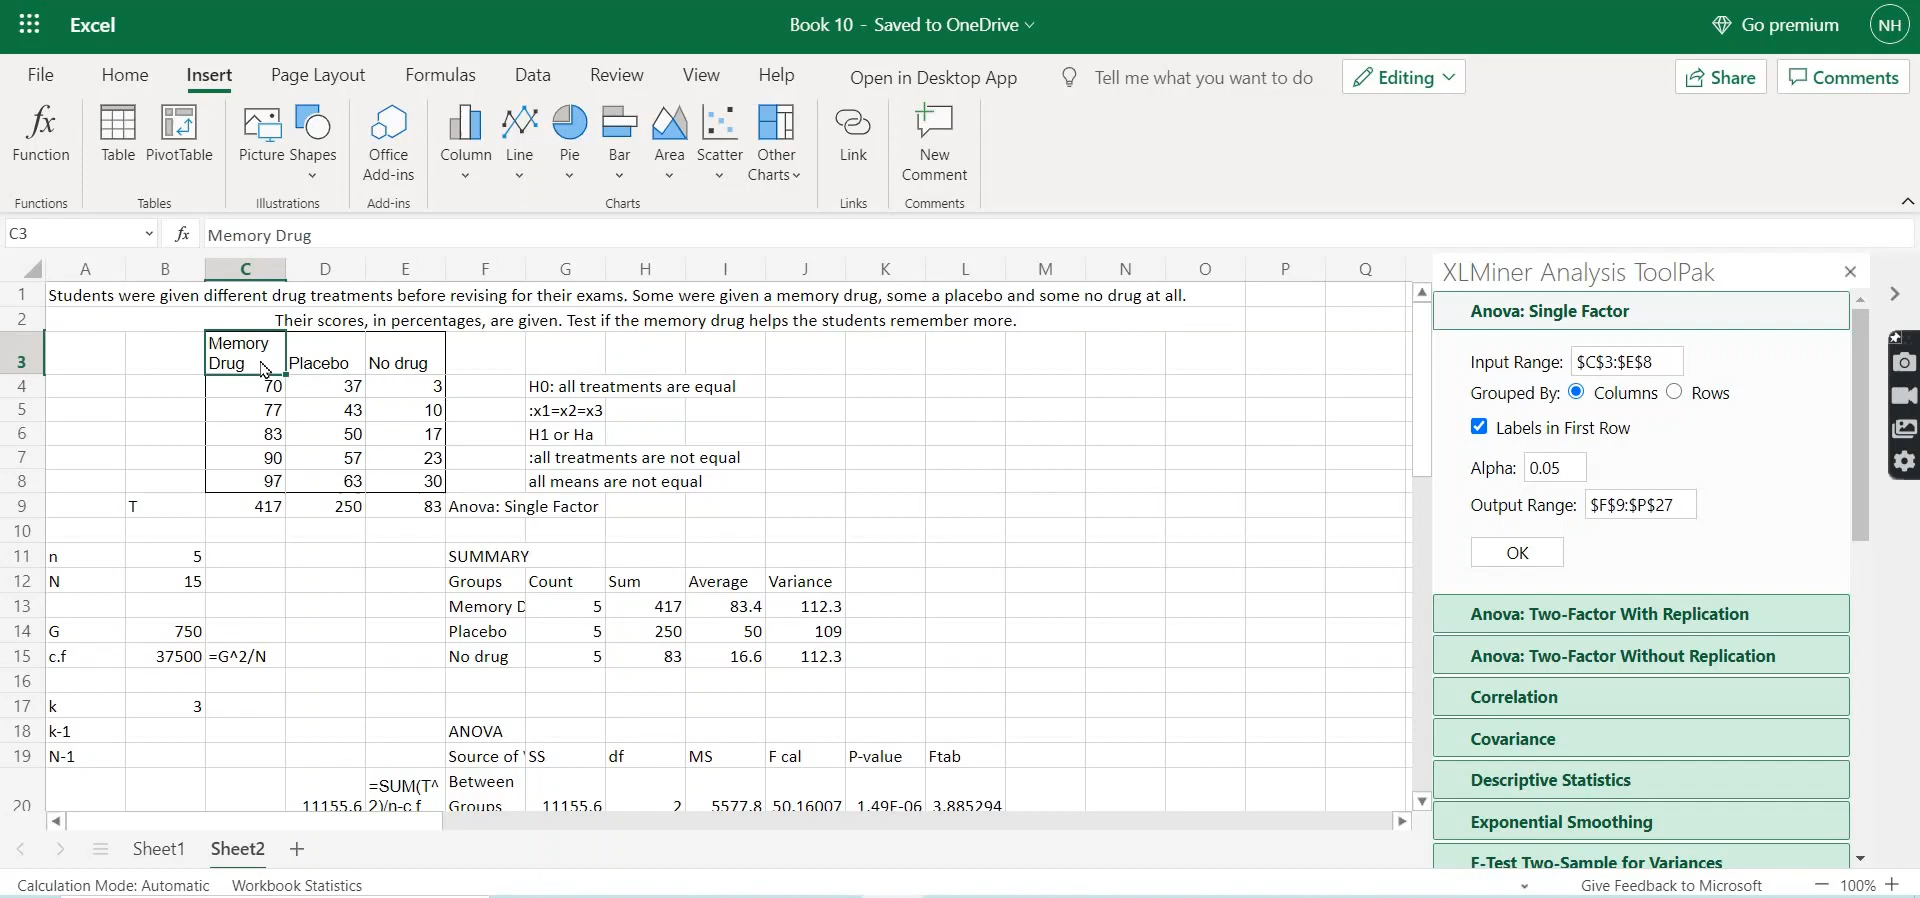 Excel
Book 10 - Saved to OneDrive
Go premium
NH
File Home Insert Page Layout Formulas Data Review View Help Open in Desktop App Tell me what you want to do Editing Share Comments
fx
Function Table PivotTable Picture Shapes Office Add-ins Column Line Pie Bar Area Scatter Other Charts Link New Comment
Functions Tables Illustrations Add-ins Charts Links Comments
C3 fx Memory Drug
A B C D E F G H I J K L M N O P Q
1 Students were given different drug treatments before revising for their exams. Some were given a memory drug, some a placebo and some no drug at all.
2 Their scores, in percentages, are given. Test if the memory drug helps the students remember more.
3 Memory Drug Placebo No drug
4 70 37 3 H0: all treatments are equal
5 77 43 10 :x1=x2=x3
6 83 50 17 H1 or Ha
7 90 57 23 :all treatments are not equal
8 97 63 30 all means are not equal
9 T 417 250 83 Anova: Single Factor
10
11 n 5 SUMMARY
12 N 15 Groups Count Sum Average Variance
13 Memory D 5 417 83.4 112.3
14 G 750 Placebo 5 250 50 109
15 c.f 37500 =G^2/N No drug 5 83 16.6 112.3
16
17 k 3
18 k-1 ANOVA
19 N-1 Source of SS df MS F cal P-value Ftab
20 11155.6 =SUM(T^2)/n-c.f Between Groups 11155.6 2 5577.8 50.16007 1.49E-06 3.885294
XLMiner Analysis ToolPak
Anova: Single Factor
Input Range: $C$3:$E$8
Grouped By: Columns Rows
Labels in First Row
Alpha: 0.05
Output Range: $F$9:$P$27
OK
Anova: Two-Factor With Replication
Anova: Two-Factor Without Replication
Correlation
Covariance
Descriptive Statistics
Exponential Smoothing
F-Test Two-Sample for Variances
Sheet1 Sheet2
Calculation Mode: Automatic Workbook Statistics
Give Feedback to Microsoft 100%